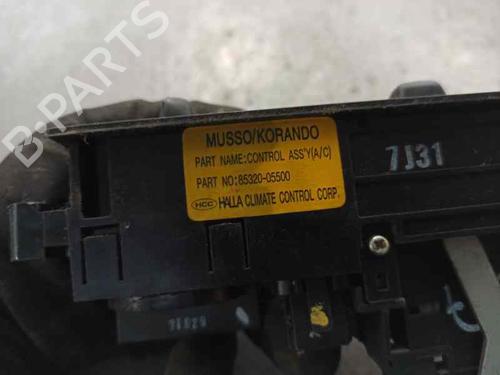 B-PARTS
MUSSO/KORANDO
PART NAME:CONTROL ASS'Y(A/C)
PART NO:85320-05500
HCC HALLA CLIMATE CONTROL CORP.
7J31